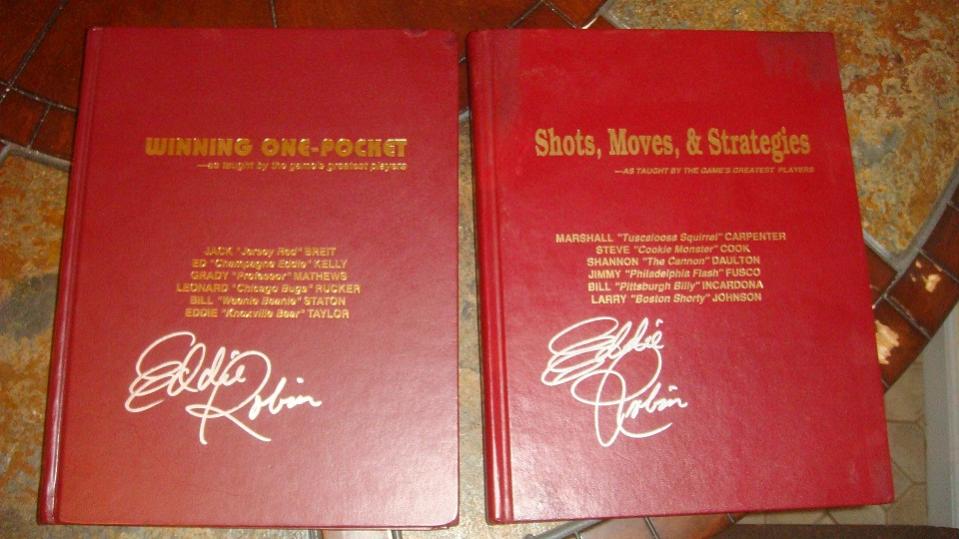 WINNING ONE-POCKET
—as taught by the game's greatest players
JACK "Jersey Red" BREIT
ED "Champagne Eddie" KELLY
GRADY "Professor" MATHEWS
LEONARD "Chicago Bugs" RUCKER
BILL "Weenie Beenie" STATON
EDDIE "Knoxville Bear" TAYLOR
Eddie Robin
Shots, Moves, & Strategies
—AS TAUGHT BY THE GAME'S GREATEST PLAYERS
MARSHALL "Tuscaloosa Squirrel" CARPENTER
STEVE "Cookie Monster" COOK
SHANNON "The Cannon" DAULTON
JIMMY "Philadelphia Flash" FUSCO
BILL "Pittsburgh Billy" INCARDONA
LARRY "Boston Shorty" JOHNSON
Eddie Robin